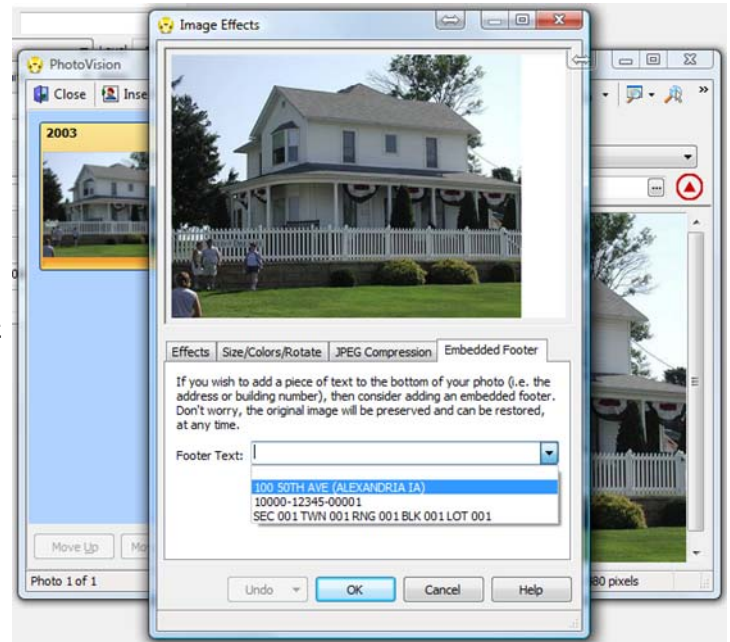 Image Effects
PhotoVision
Close
2003
Effects
Size/Colors/Rotate
JPEG Compression
Embedded Footer
If you wish to add a piece of text to the bottom of your photo (i.e. the
address or building number), then consider adding an embedded footer.
Don't worry, the original image will be preserved and can be restored,
at any time.
Footer Text:
100 50TH AVE (ALEXANDRIA IA)
10000-12345-00001
SEC 001 TWN 001 RNG 001 BLK 001 LOT 001
Move Up
Photo 1 of 1
Undo
OK
Cancel
Help
pixels